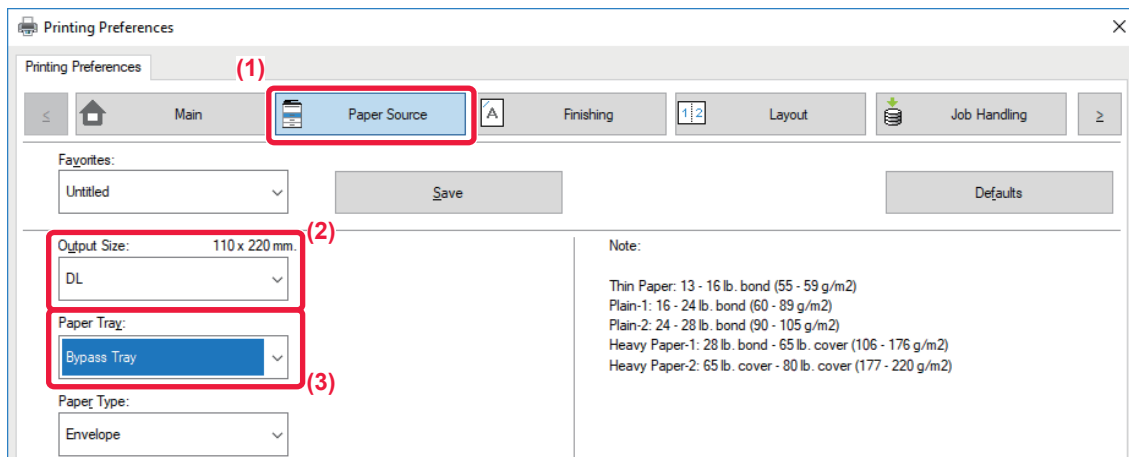 Printing Preferences
Printing Preferences
(1)
<
Main
Paper Source
A
Finishing
1 2
Layout
Job Handling
>
Favorites:
Untitled
Save
Defaults
(2)
Output Size: 110 x 220 mm.
DL
Paper Tray:
Bypass Tray
(3)
Paper Type:
Envelope
Note:
Thin Paper: 13 - 16 lb. bond (55 - 59 g/m2)
Plain-1: 16 - 24 lb. bond (60 - 89 g/m2)
Plain-2: 24 - 28 lb. bond (90 - 105 g/m2)
Heavy Paper-1: 28 lb. bond - 65 lb. cover (106 - 176 g/m2)
Heavy Paper-2: 65 lb. cover - 80 lb. cover (177 - 220 g/m2)